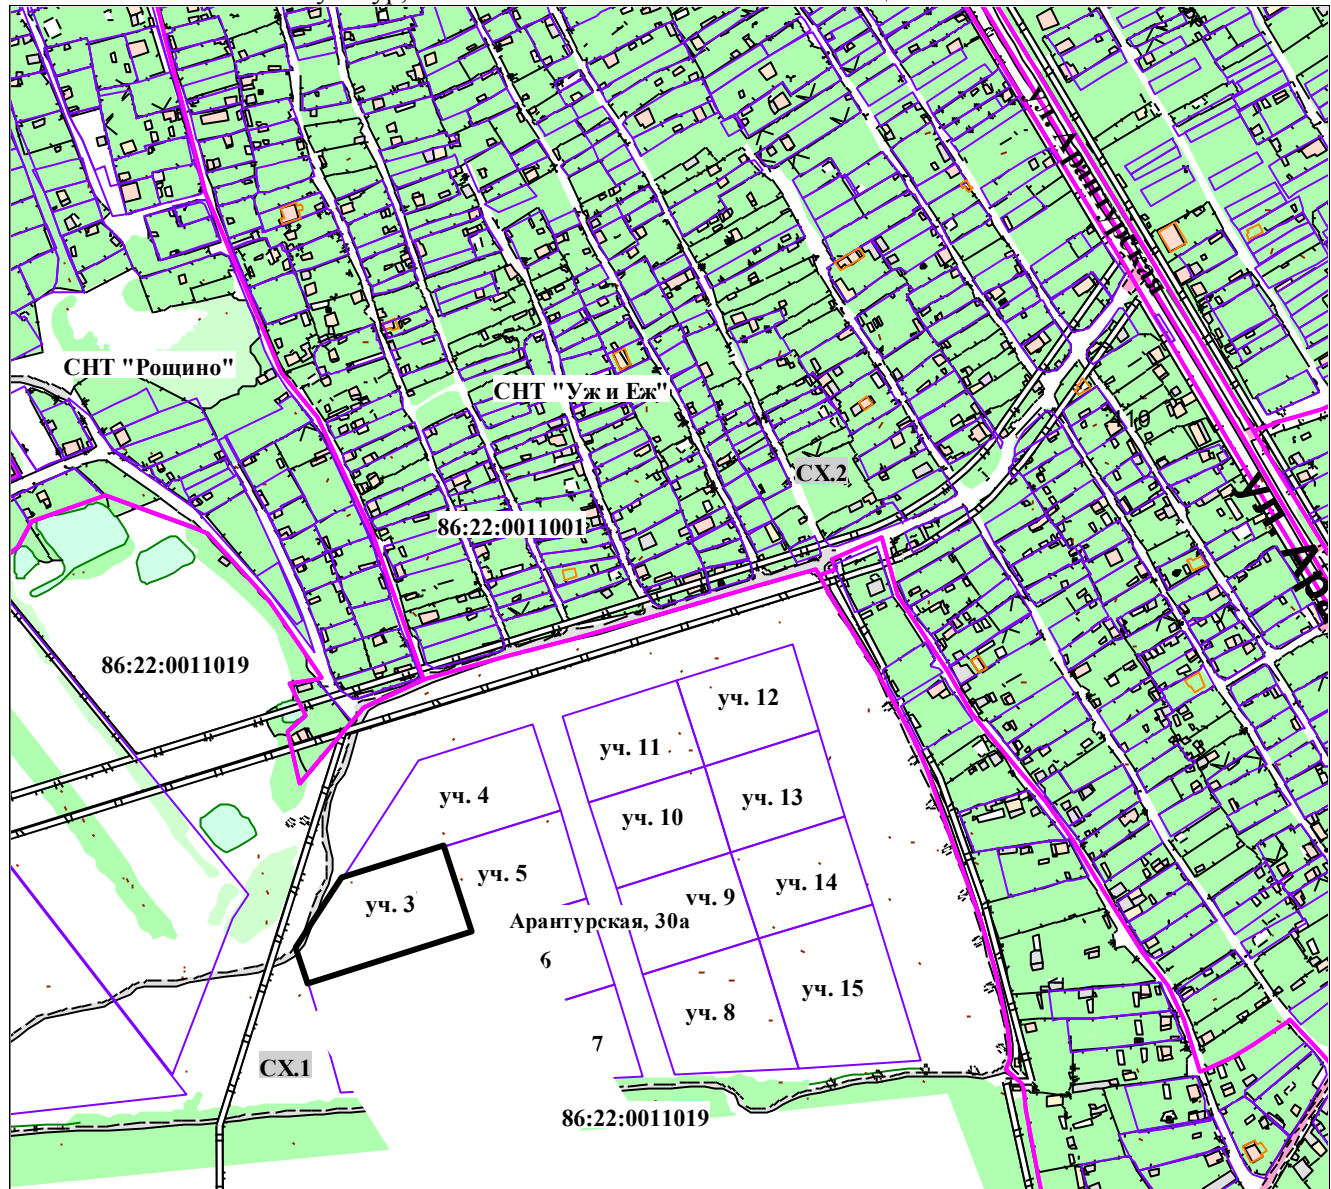 ул. Арантурская
СНТ "Рощино"
СНТ "Уж и Еж"
410
СХ.2
ул. Ара
86:22:0011001
86:22:0011019
уч. 12
уч. 11
уч. 4
уч. 13
уч. 10
уч. 5
уч. 14
уч. 9
уч. 3
Арантурская, 30а
6
уч. 15
уч. 8
7
СХ.1
86:22:0011019